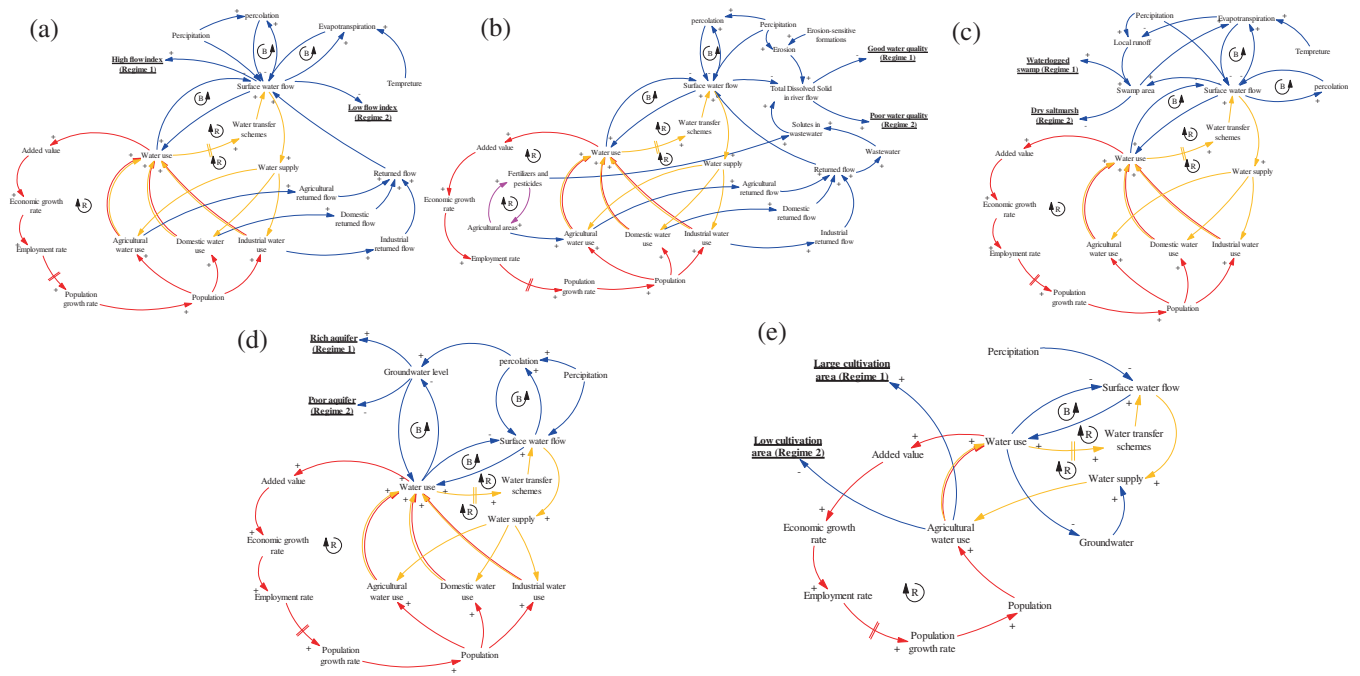 (a)
percolation
Evapotranspiration
Percipitation
High flow index
(Regime 1)
Tempreture
Surface water flow
Low flow index
(Regime 2)
B
B
B
R
R
R
Water transfer
schemes
Added value
Water use
Water supply
Returned flow
Economic growth
rate
Agricultural
returned flow
Domestic
returned flow
Employment rate
Agricultural
water use
Domestic water
use
Industrial water
use
Industrial
returned flow
Population
growth rate
Population
(b)
percolation
Percipitation
Erosion-sensitive
formations
Erosion
Good water quality
(Regime 1)
Surface water flow
Total Dissolved Solid
in river flow
Poor water quality
(Regime 2)
B
B
R
R
R
R
Water transfer
schemes
Solutes in
wastewater
Wastewater
Added value
Water use
Water supply
Returned flow
Fertilizers and
pesticides
Agricultural
returned flow
Economic growth
rate
Agricultural areas
Domestic
returned flow
Agricultural
water use
Domestic water
use
Industrial water
use
Industrial
returned flow
Employment rate
Population
growth rate
Population
(c)
Percipitation
Evapotranspiration
Local runoff
Tempreture
Waterlogged
swamp (Regime 1)
Swamp area
Surface water flow
percolation
Dry saltmarsh
(Regime 2)
B
B
B
R
R
R
Water transfer
schemes
Added value
Water use
Water supply
Economic growth
rate
Employment rate
Agricultural
water use
Domestic water
use
Industrial water
use
Population
growth rate
Population
(d)
Rich aquifer
(Regime 1)
Groundwater level
percolation
Percipitation
Poor aquifer
(Regime 2)
B
B
B
R
R
R
Surface water flow
Added value
Water use
Water transfer
schemes
Water supply
Economic growth
rate
Employment rate
Agricultural
water use
Domestic water
use
Industrial water
use
Population
growth rate
Population
(e)
Percipitation
Large cultivation
area (Regime 1)
Surface water flow
B
R
R
R
Low cultivation
area (Regime 2)
Added value
Water use
Water transfer
schemes
Water supply
Economic growth
rate
Agricultural
water use
Groundwater
Employment rate
Population
Population
growth rate